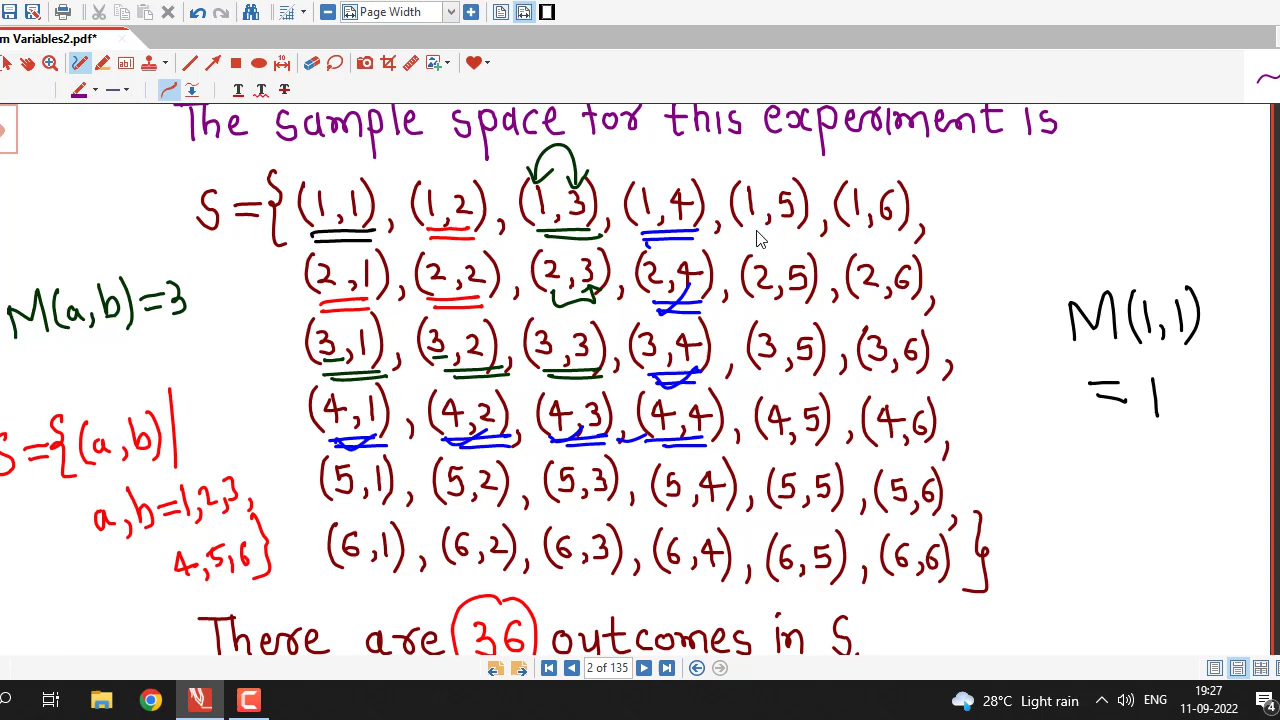 Page Width
m Variables2.pdf*
The sample space for this experiment is
S={(1,1), (1,2), (1,3), (1,4), (1,5), (1,6),
(2,1), (2,2), (2,3), (2,4), (2,5), (2,6),
(3,1), (3,2), (3,3), (3,4), (3,5), (3,6),
(4,1), (4,2), (4,3), (4,4), (4,5), (4,6),
(5,1), (5,2), (5,3), (5,4), (5,5), (5,6),
(6,1), (6,2), (6,3), (6,4), (6,5), (6,6)}
M(a,b)=3
S={(a,b)|
a,b=1,2,3,
4,5,6}
M(1,1)
=1
There are 36 outcomes in S.
2 of 135
28°C Light rain
ENG
19:27
11-09-2022
4